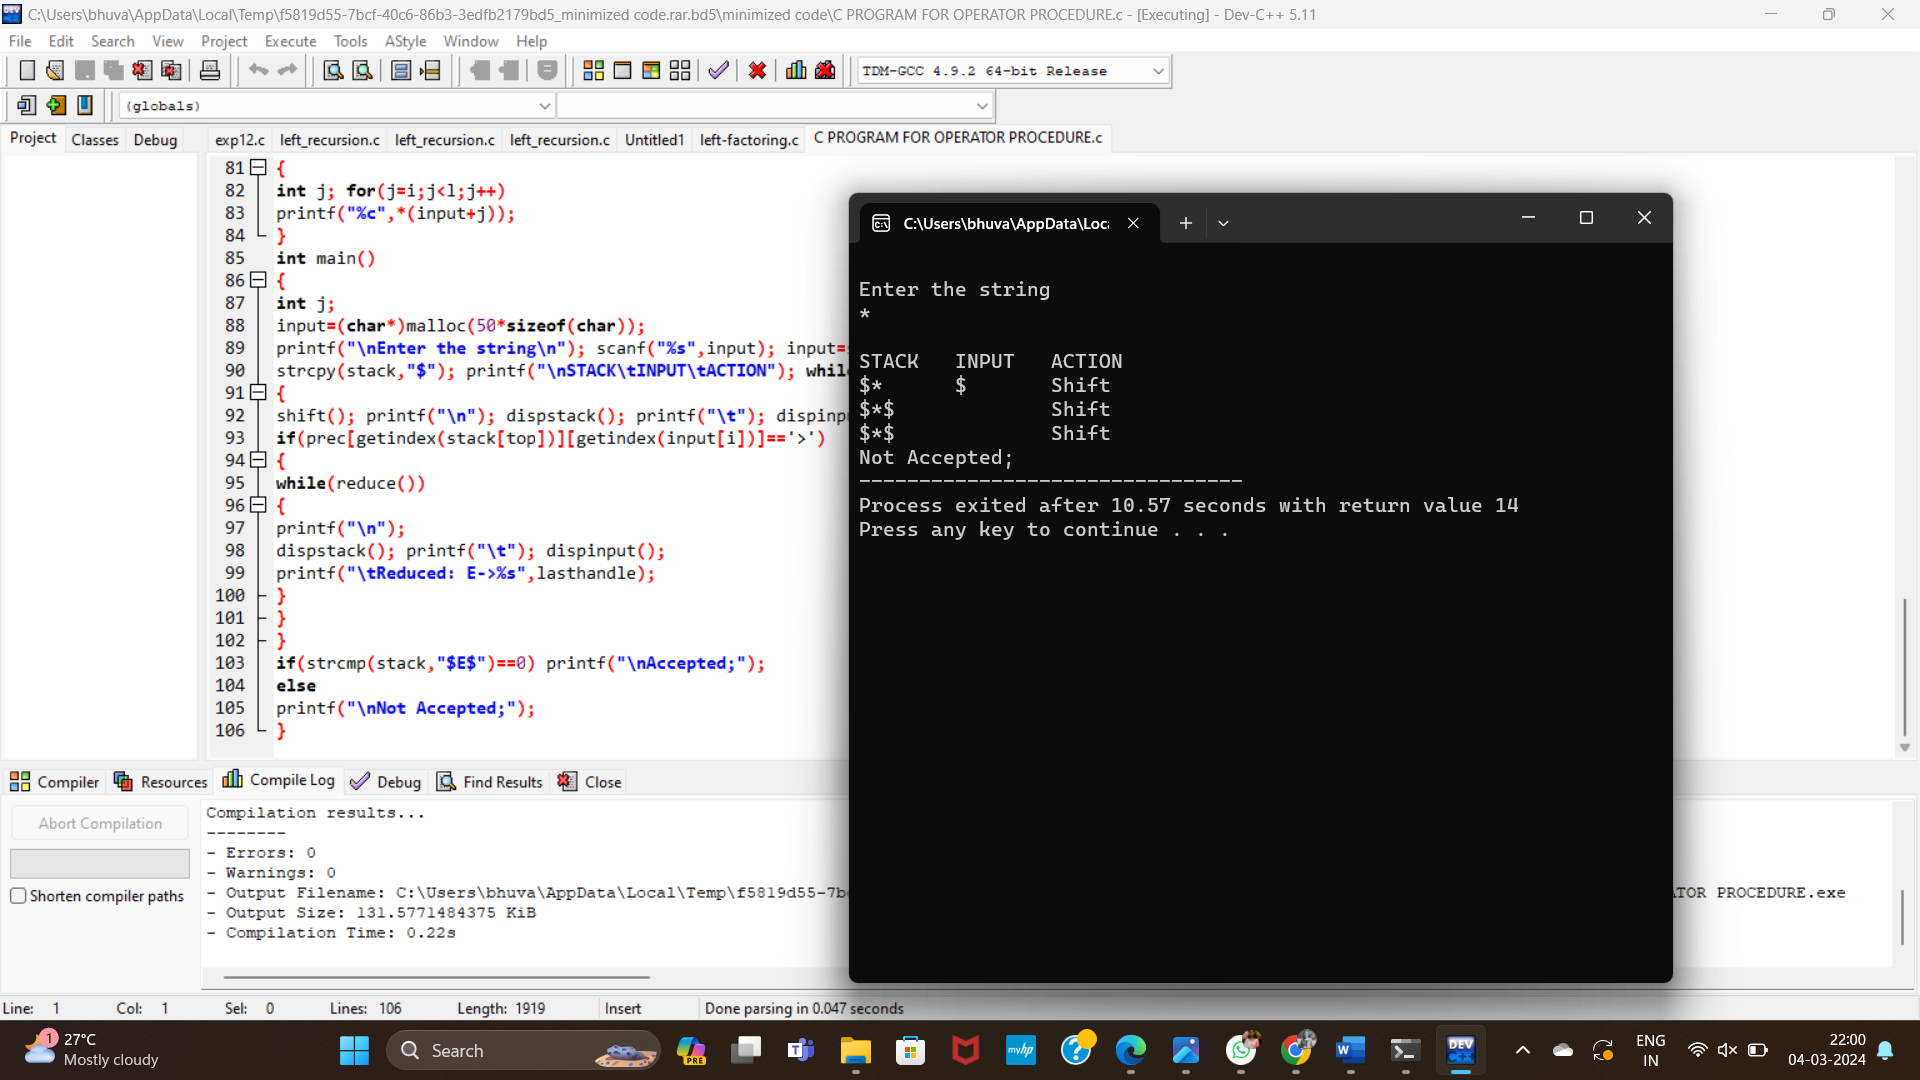 C:\Users\bhuva\AppData\Local\Temp\f5819d55-7bcf-40c6-86b3-3edfb2179bd5_minimized code.rar.bd5\minimized code\C PROGRAM FOR OPERATOR PROCEDURE.c - [Executing] - Dev-C++ 5.11
File Edit Search View Project Execute Tools AStyle Window Help
TDM-GCC 4.9.2 64-bit Release
(globals)
Project Classes Debug exp12.c left_recursion.c left_recursion.c left_recursion.c Untitled1 left-factoring.c C PROGRAM FOR OPERATOR PROCEDURE.c
81 {
82 int j; for(j=i;j<l;j++)
83 printf("%c",*(input+j));
84 }
85 int main()
86 {
87 int j;
88 input=(char*)malloc(50*sizeof(char));
89 printf("\nEnter the string\n"); scanf("%s",input); input=
90 strcpy(stack,"$"); printf("\nSTACK\tINPUT\tACTION"); whil
91 {
92 shift(); printf("\n"); dispstack(); printf("\t"); dispinpu
93 if(prec[getindex(stack[top])][getindex(input[i])]=='>')
94 {
95 while(reduce())
96 {
97 printf("\n");
98 dispstack(); printf("\t"); dispinput();
99 printf("\tReduced: E->%s",lasthandle);
100 }
101 }
102 }
103 if(strcmp(stack,"$E$")==0) printf("\nAccepted;");
104 else
105 printf("\nNot Accepted;");
106 }
C:\Users\bhuva\AppData\Loc
Enter the string
*
STACK INPUT ACTION
$* $ Shift
$*$ Shift
$*$ Shift
Not Accepted;
--------------------------------
Process exited after 10.57 seconds with return value 14
Press any key to continue . . .
Compiler Resources Compile Log Debug Find Results Close
Abort Compilation
Shorten compiler paths
Compilation results...
--------
- Errors: 0
- Warnings: 0
- Output Filename: C:\Users\bhuva\AppData\Local\Temp\f5819d55-7b ATOR PROCEDURE.exe
- Output Size: 131.5771484375 KiB
- Compilation Time: 0.22s
Line: 1 Col: 1 Sel: 0 Lines: 106 Length: 1919 Insert Done parsing in 0.047 seconds
1
27°C
Mostly cloudy
Search
PRE
myhp
DEV
C++
ENG
IN
22:00
04-03-2024